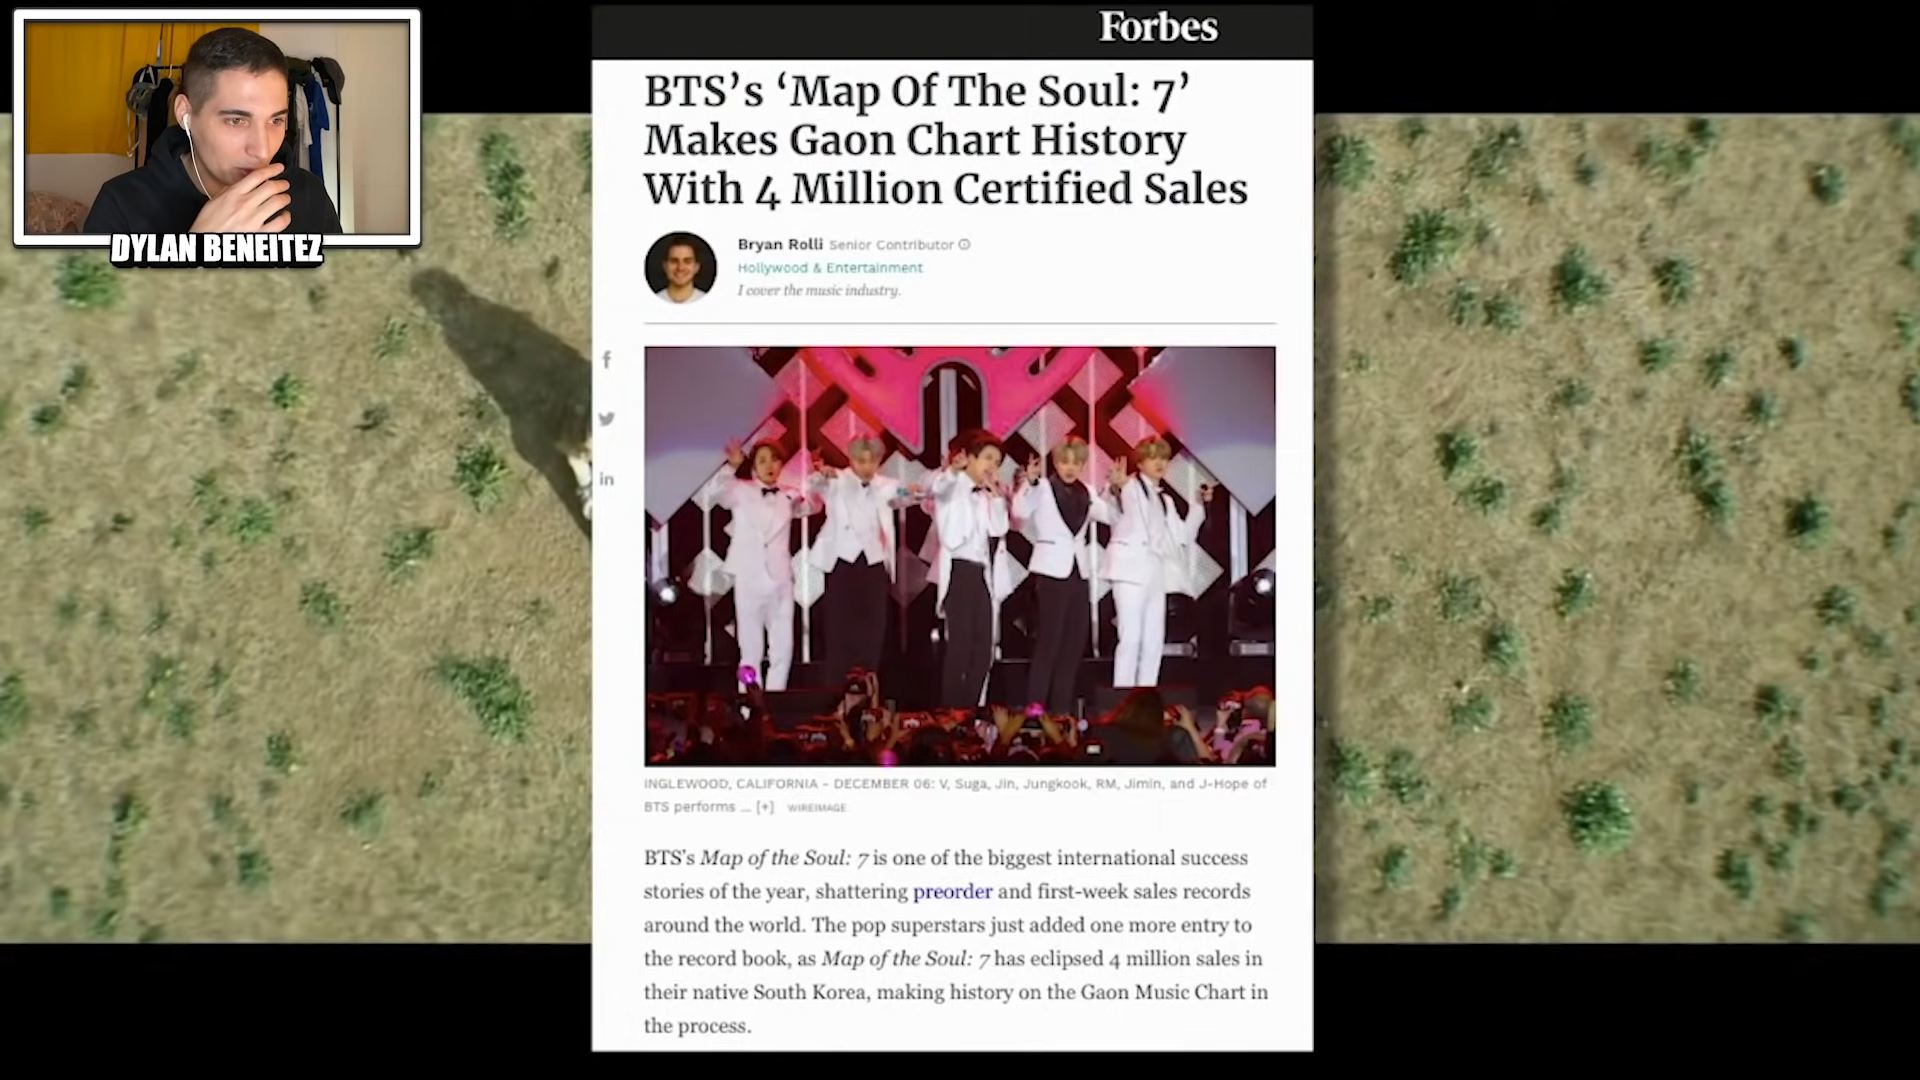 Forbes
BTS’s ‘Map Of The Soul: 7’
Makes Gaon Chart History
With 4 Million Certified Sales
DYLAN BENEITEZ
Bryan Rolli Senior Contributor
Hollywood & Entertainment
I cover the music industry.
f
in
INGLEWOOD, CALIFORNIA - DECEMBER 06: V, Suga, Jin, Jungkook, RM, Jimin, and J-Hope of
BTS performs ... [+] WIREIMAGE
BTS’s Map of the Soul: 7 is one of the biggest international success
stories of the year, shattering preorder and first-week sales records
around the world. The pop superstars just added one more entry to
the record book, as Map of the Soul: 7 has eclipsed 4 million sales in
their native South Korea, making history on the Gaon Music Chart in
the process.